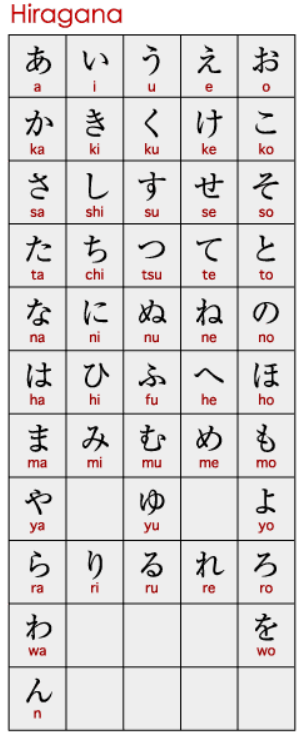 Hiragana
あ い う え お
a i u e o
か き く け こ
ka ki ku ke ko
さ し す せ そ
sa shi su se so
た ち つ て と
ta chi tsu te to
な に ぬ ね の
na ni nu ne no
は ひ ふ へ ほ
ha hi fu he ho
ま み む め も
ma mi mu me mo
や ゆ よ
ya yu yo
ら り る れ ろ
ra ri ru re ro
わ を
wa wo
ん
n